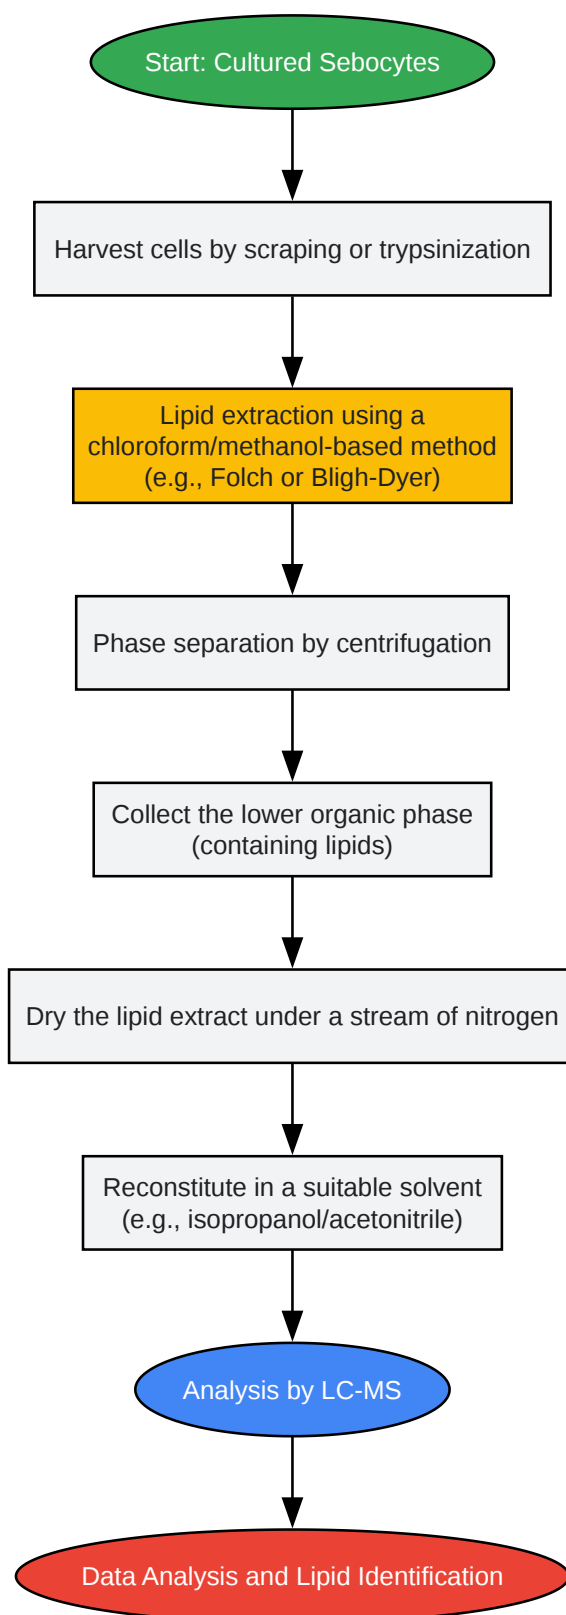 Start: Cultured Sebocytes
Harvest cells by scraping or trypsinization
Lipid extraction using a
chloroform/methanol-based method
(e.g., Folch or Bligh-Dyer)
Phase separation by centrifugation
Collect the lower organic phase
(containing lipids)
Dry the lipid extract under a stream of nitrogen
Reconstitute in a suitable solvent
(e.g., isopropanol/acetonitrile)
Analysis by LC-MS
Data Analysis and Lipid Identification